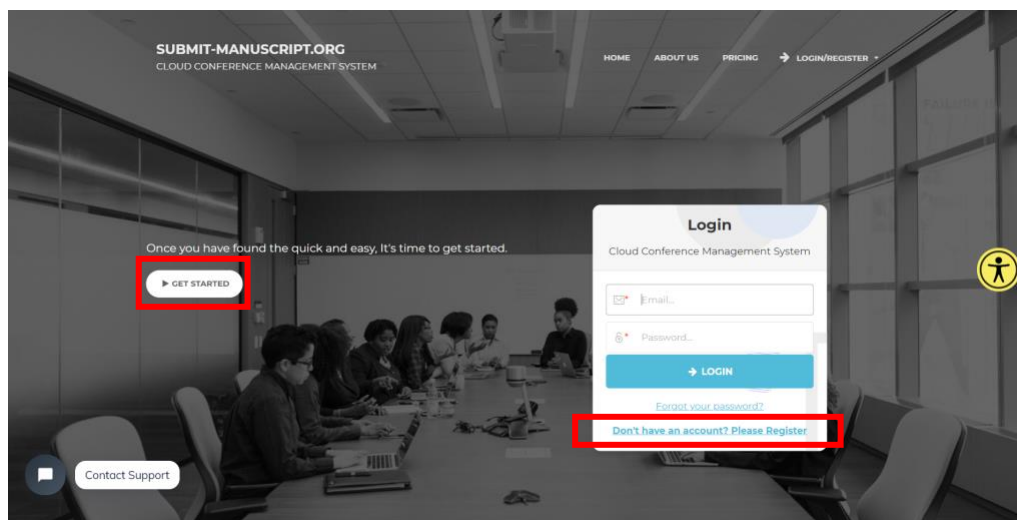 SUBMIT-MANUSCRIPT.ORG
CLOUD CONFERENCE MANAGEMENT SYSTEM
HOME ABOUT US PRICING LOGIN/REGISTER
Once you have found the quick and easy, It's time to get started.
GET STARTED
Login
Cloud Conference Management System
Email...
Password...
LOGIN
Forgot your password?
Don't have an account? Please Register
Contact Support